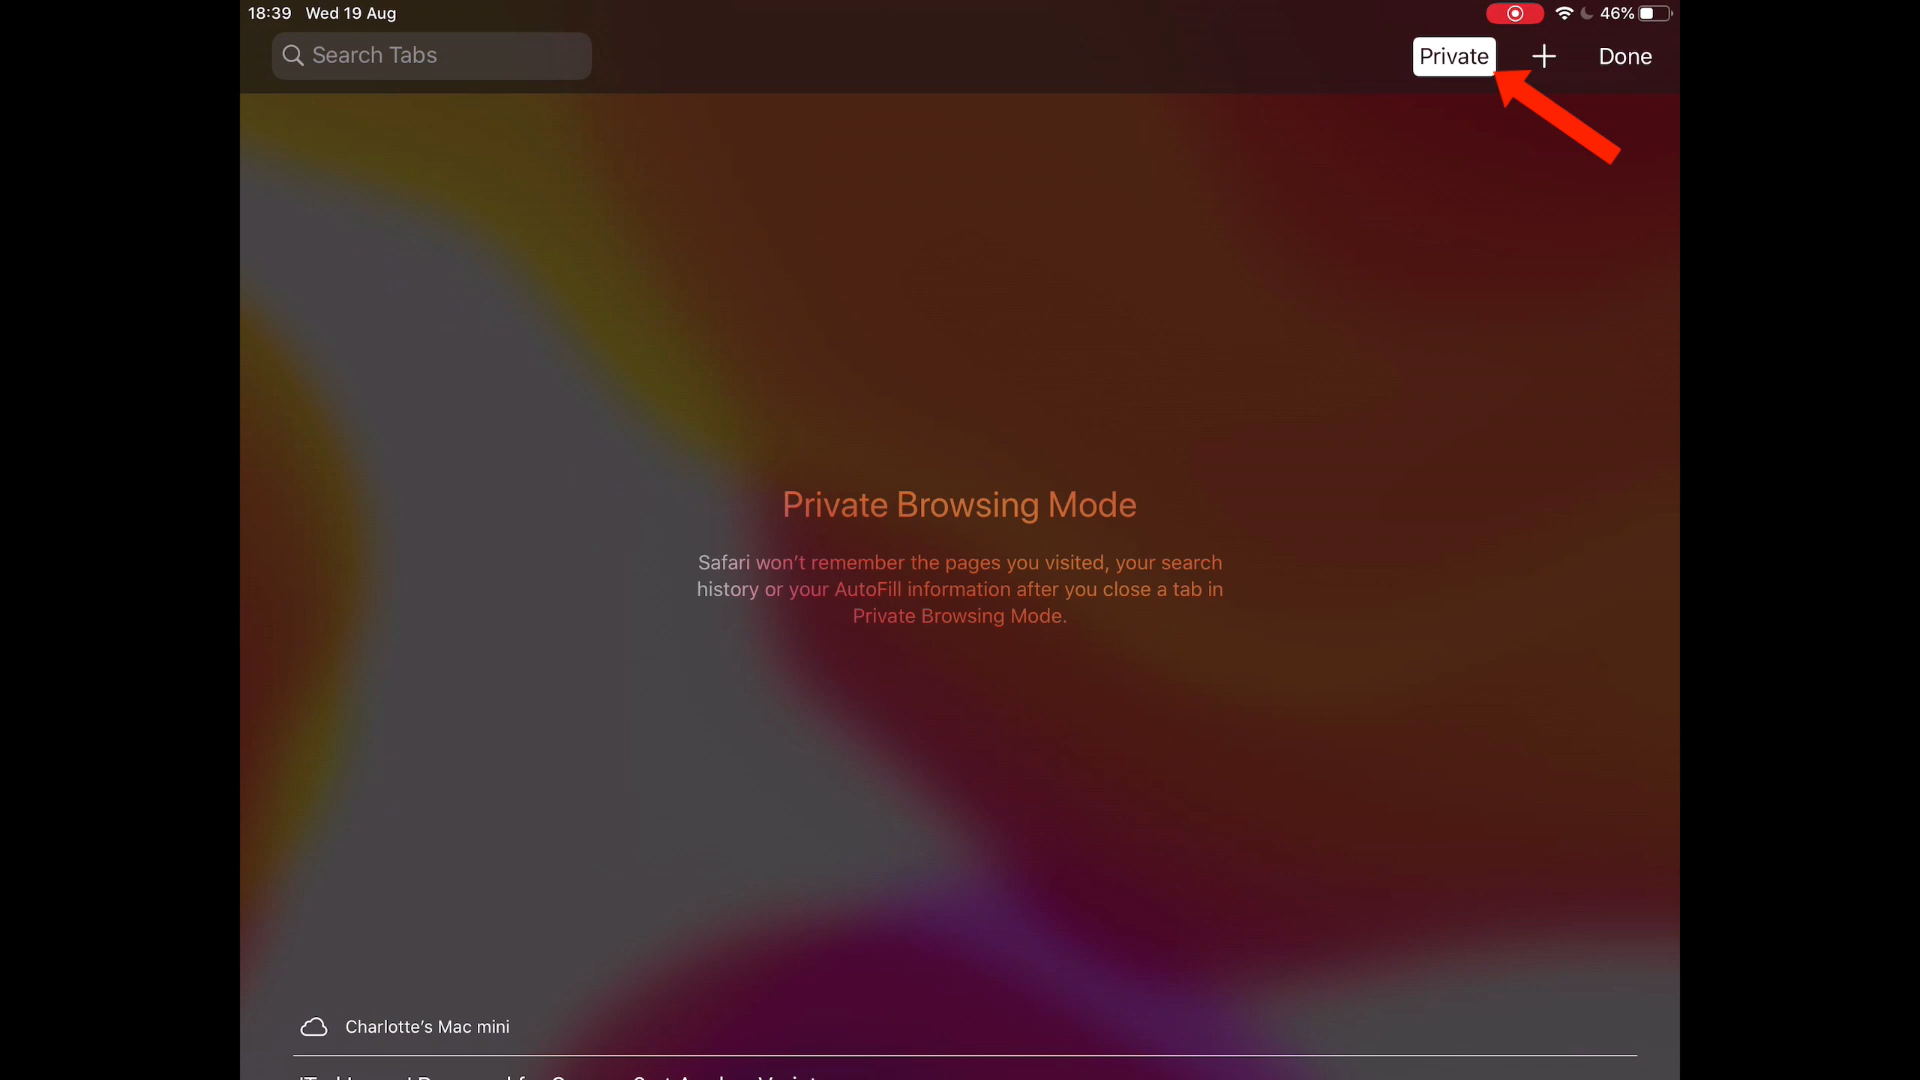 18:39 Wed 19 Aug 46%
Search Tabs Private + Done
Private Browsing Mode
Safari won't remember the pages you visited, your search
history or your AutoFill information after you close a tab in
Private Browsing Mode.
Charlotte's Mac mini